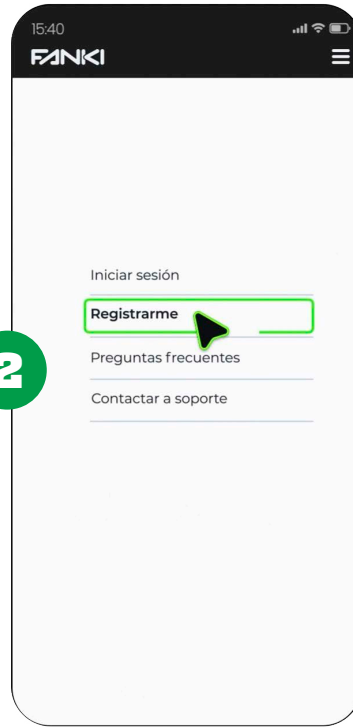 15:40
FANKI
Iniciar sesión
Registrarme
2
Preguntas frecuentes
Contactar a soporte